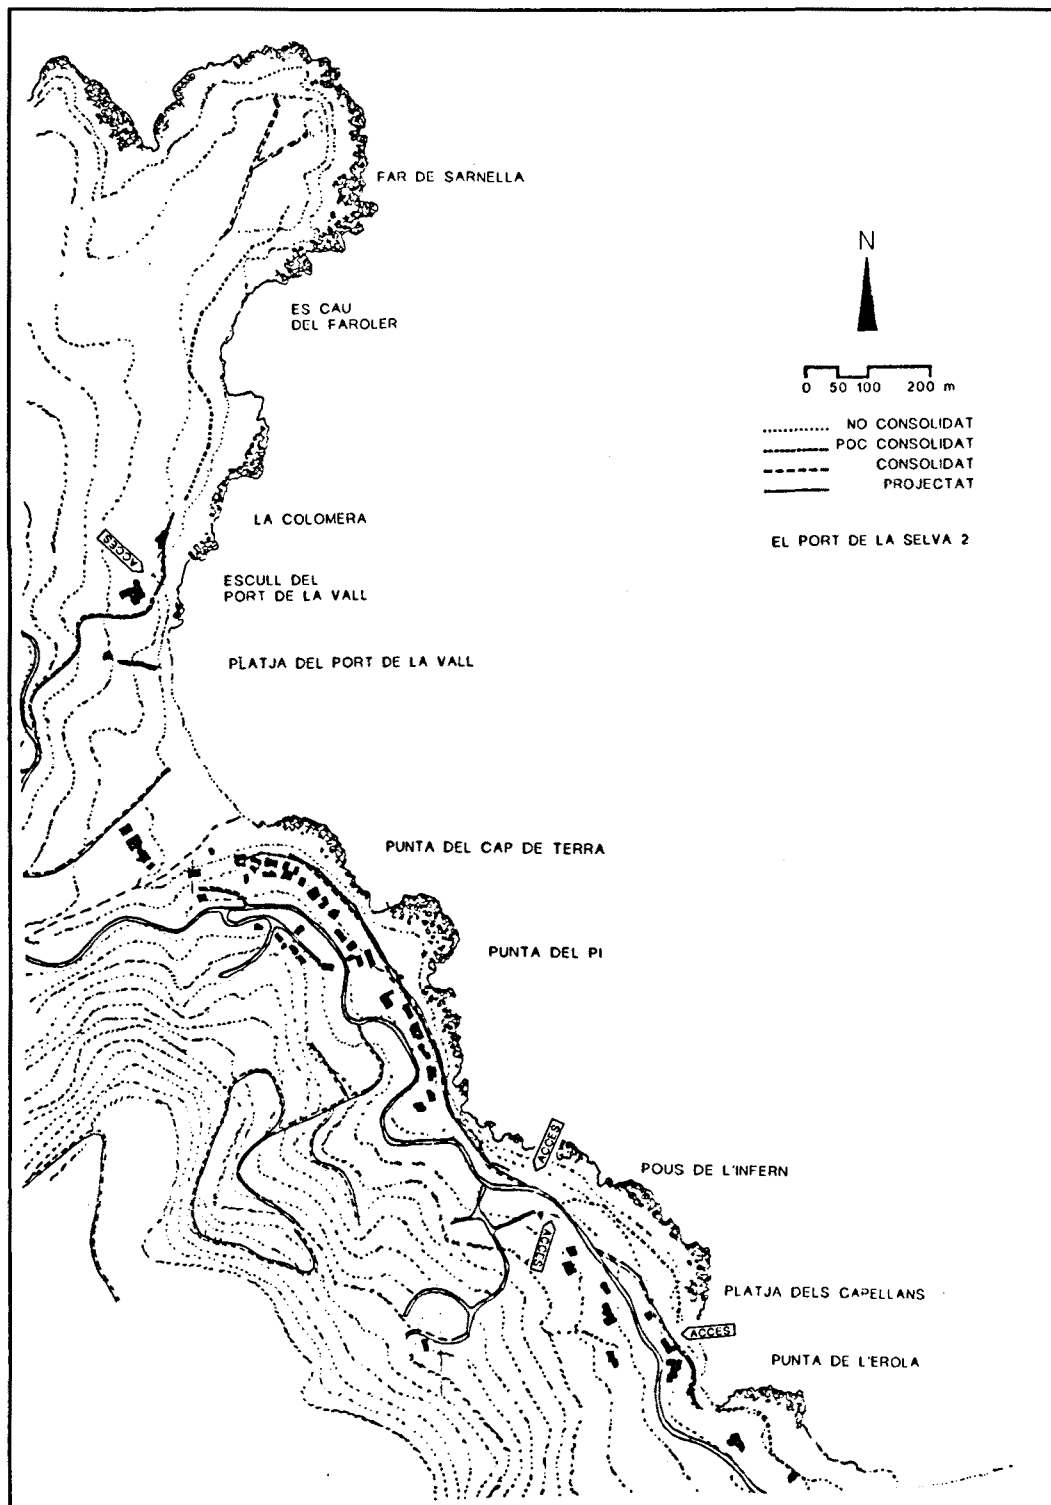 FAR DE SARNELLA
N
ES CAU
DEL FAROLER
0 50 100 200 m
NO CONSOLIDAT
POC CONSOLIDAT
CONSOLIDAT
PROJECTAT
LA COLOMERA
EL PORT DE LA SELVA 2
ACCES
ESCULL DEL
PORT DE LA VALL
PLATJA DEL PORT DE LA VALL
PUNTA DEL CAP DE TERRA
PUNTA DEL PI
ACCES
POUS DE L'INFERN
ACCES
PLATJA DELS CAPELLANS
ACCES
PUNTA DE L'EROLA